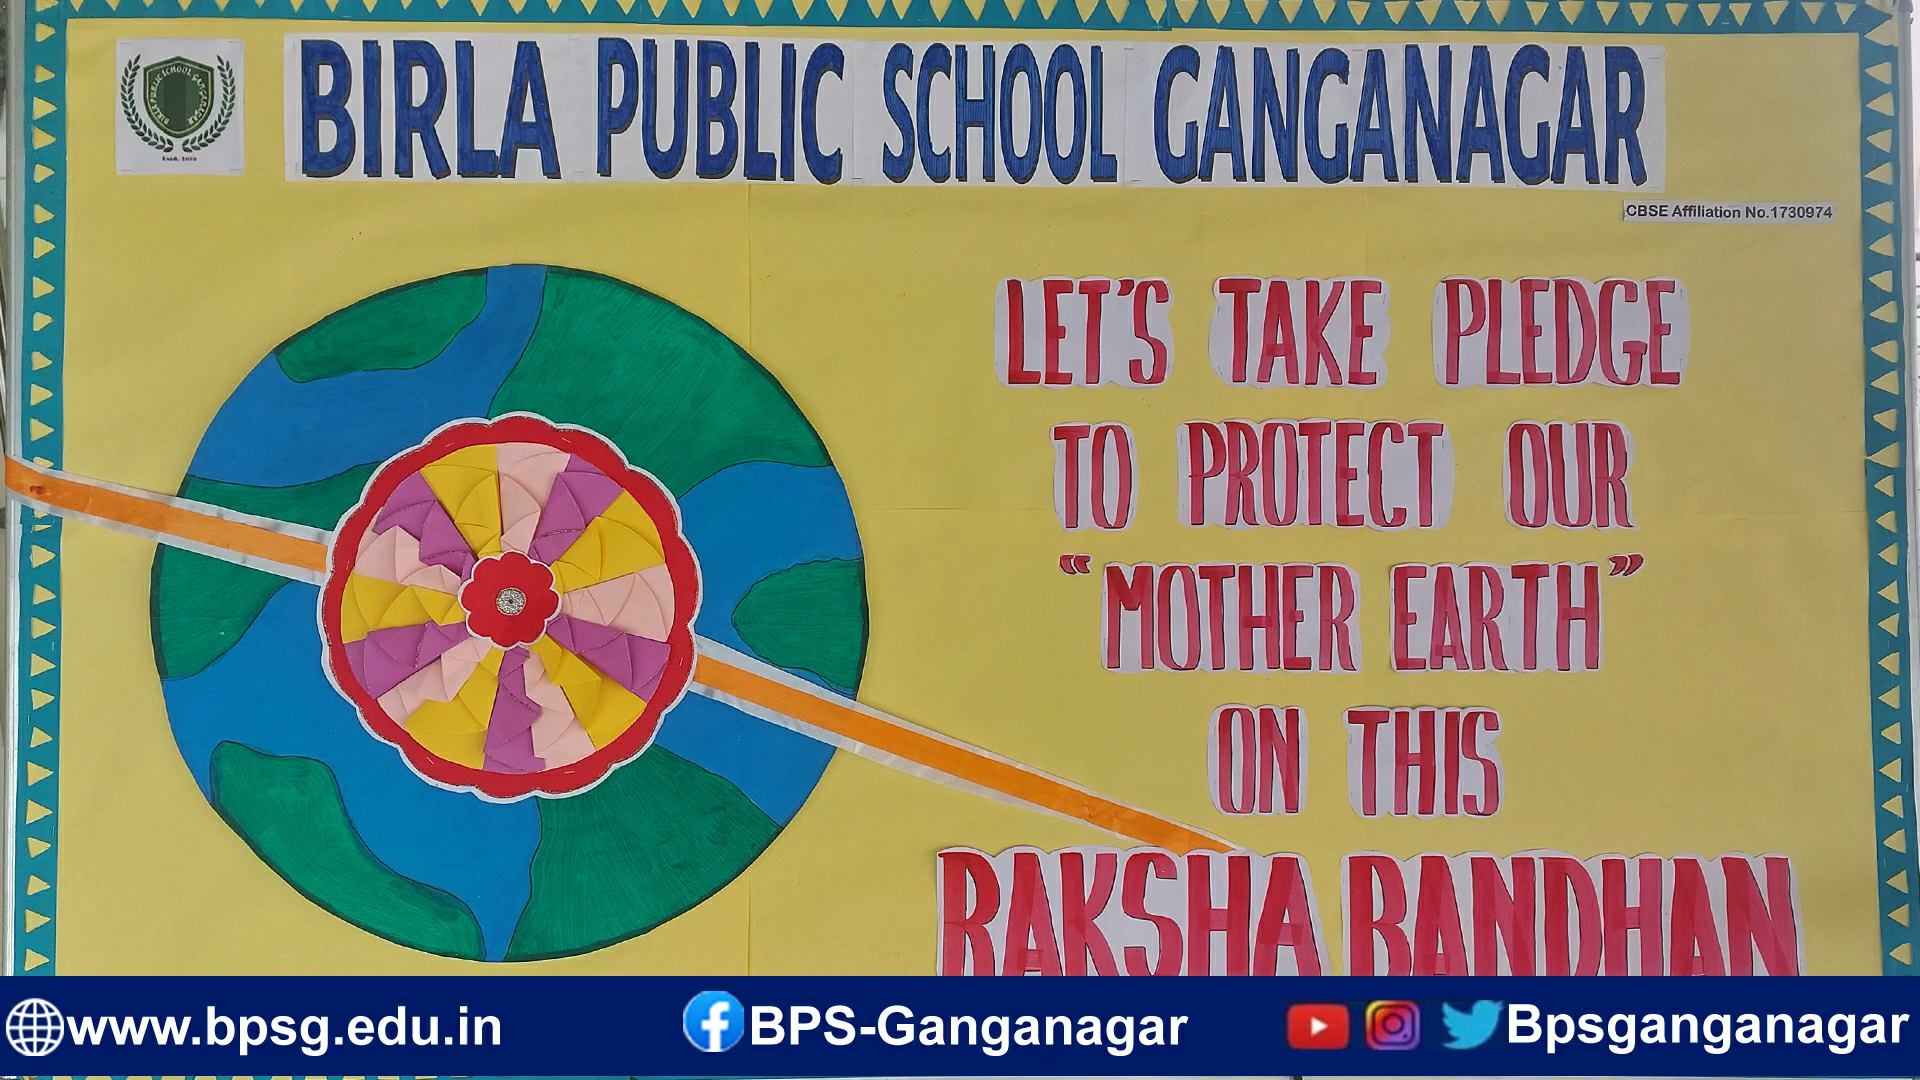 BIRLA PUBLIC SCHOOL GANGANAGAR
CBSE Affiliation No.1730974
LET'S TAKE PLEDGE
TO PROTECT OUR
"MOTHER EARTH"
ON THIS
RAKSHA BANDHAN
www.bpsg.edu.in
BPS-Ganganagar
Bpsganganagar